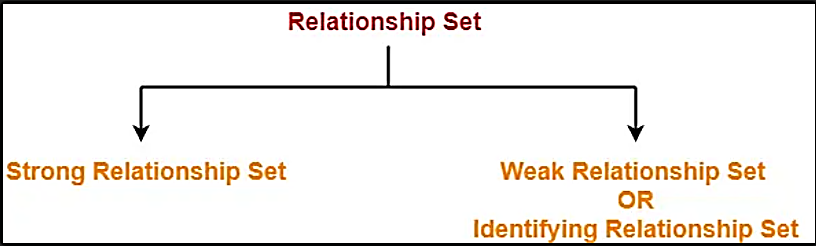 Relationship Set
Strong Relationship Set
Weak Relationship Set
OR
Identifying Relationship Set